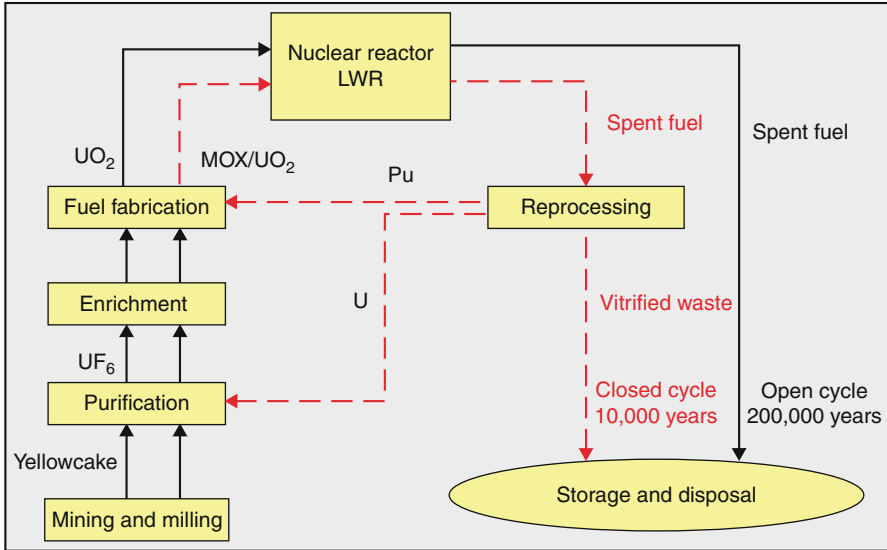 Nuclear reactor
LWR
Spent fuel
Spent fuel
UO₂
MOX/UO₂
Pu
Fuel fabrication
Reprocessing
Enrichment
U
Vitrified waste
UF₆
Purification
Closed cycle
10,000 years
Open cycle
200,000 years
Yellowcake
Mining and milling
Storage and disposal